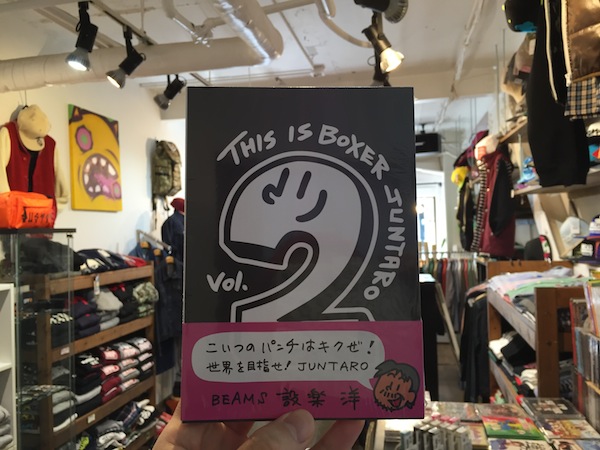 THIS IS BOXER JUNTARO
Vol. 2
こいつのパンチはキクぜ!
世界を目指せ! JUNTARO
BEAMS 設楽 洋